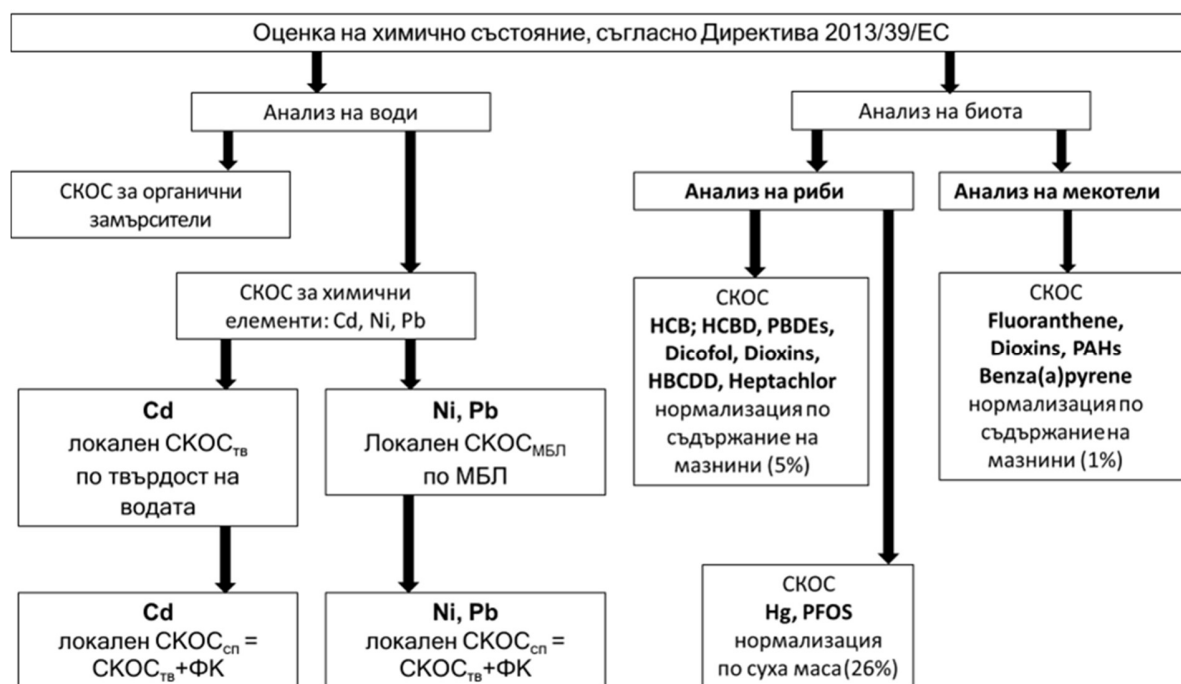 Оценка на химично състояние, съгласно Директива 2013/39/ЕС
Анализ на води
Анализ на биота
СКОС за органични
замърсители
Анализ на риби
Анализ на мекотели
СКОС за химични
елементи: Cd, Ni, Pb
СКОС
HCB; HCBD, PBDEs,
Dicofol, Dioxins,
HBCDD, Heptachlor
нормализация по
съдържание на
мазнини (5%)
СКОС
Fluoranthene,
Dioxins, PAHs
Benza(a)pyrene
нормализация по
съдържание на
мазнини (1%)
Cd
локален СКОСтв
по твърдост на
водата
Ni, Pb
Локален СКОСМБЛ
по МБЛ
Cd
локален СКОСсп =
СКОСтв+ФК
Ni, Pb
локален СКОСсп =
СКОСтв+ФК
СКОС
Hg, PFOS
нормализация
по суха маса (26%)